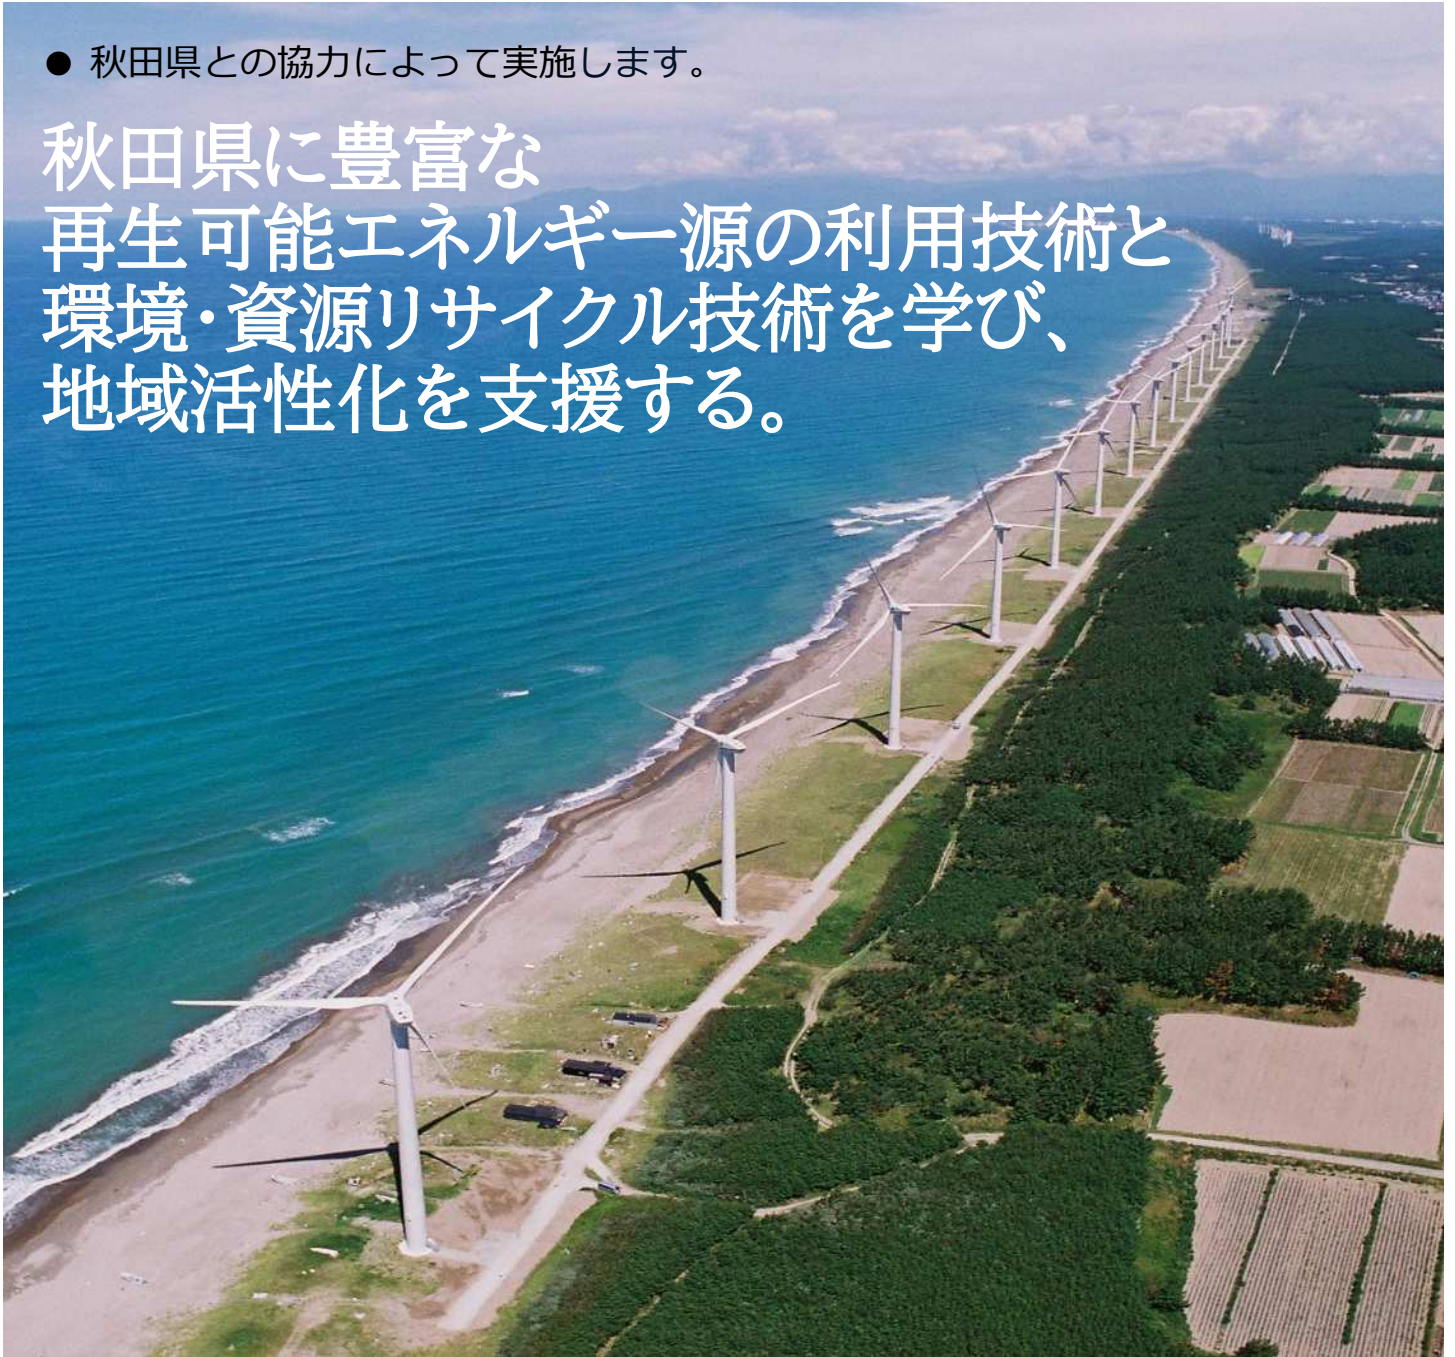 ● 秋田県との協力によって実施します。
秋田県に豊富な
再生可能エネルギー源の利用技術と
環境・資源リサイクル技術を学び、
地域活性化を支援する。